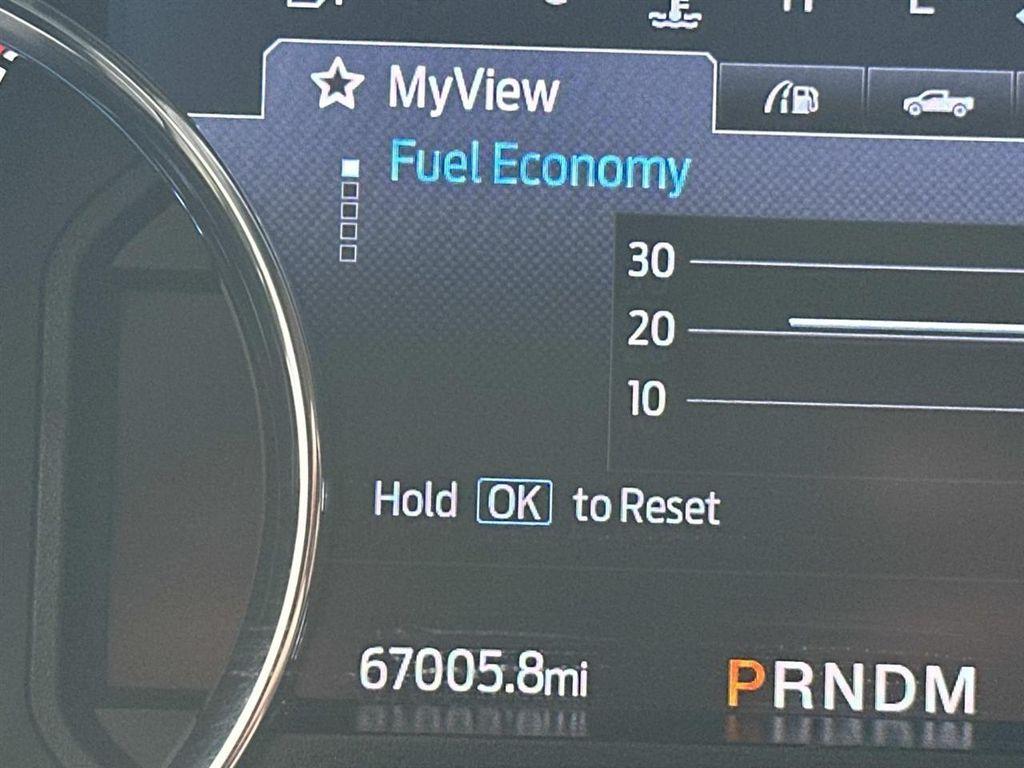 MyView
Fuel Economy
30
20
10
Hold OK to Reset
67005.8mi
PRNDM